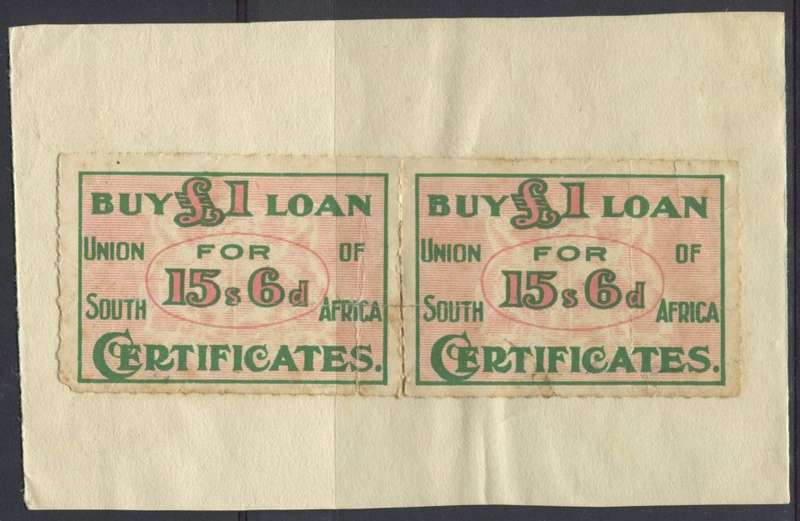 BUY £1 LOAN
UNION FOR OF
15s 6d
SOUTH AFRICA
CERTIFICATES.
BUY £1 LOAN
UNION FOR OF
15s 6d
SOUTH AFRICA
CERTIFICATES.